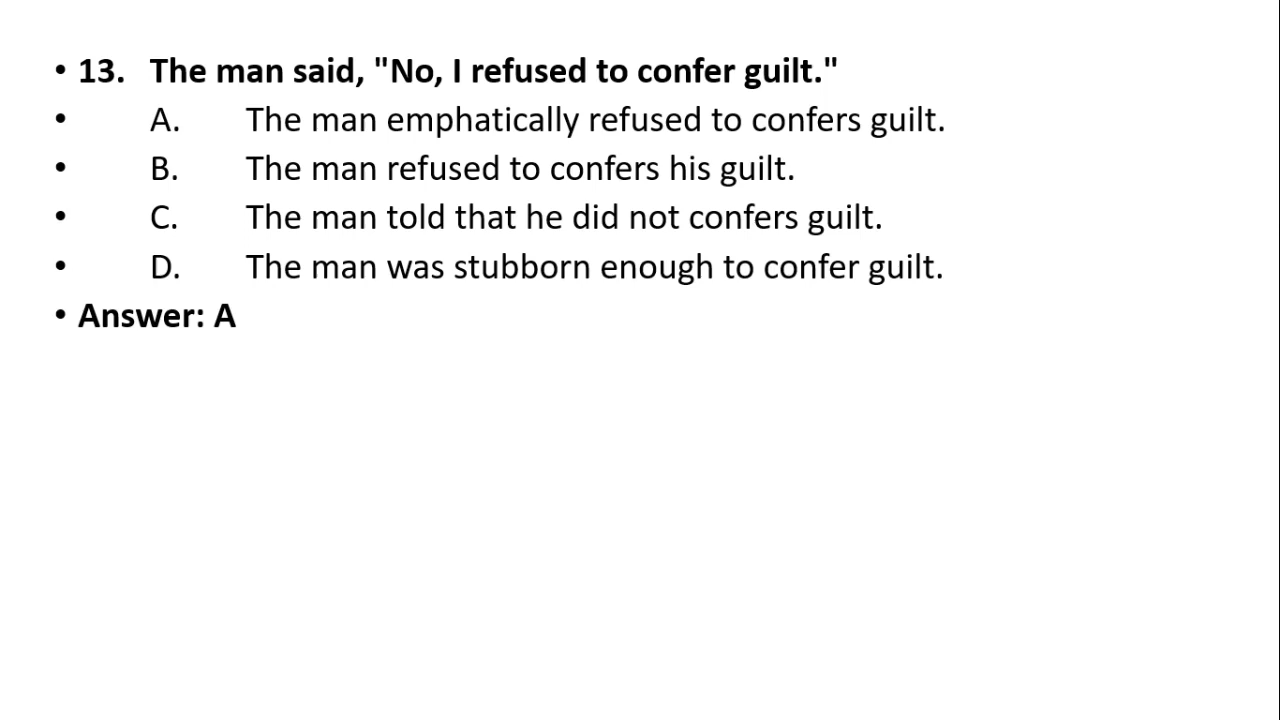 • 13. The man said, "No, I refused to confer guilt."
• A. The man emphatically refused to confers guilt.
• B. The man refused to confers his guilt.
• C. The man told that he did not confers guilt.
• D. The man was stubborn enough to confer guilt.
• Answer: A